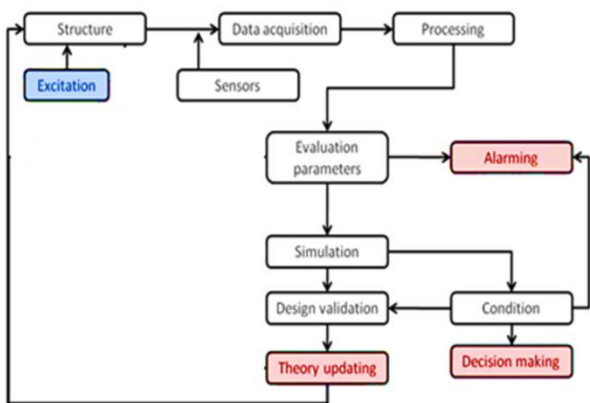 Structure
Data acquisition
Processing
Excitation
Sensors
Evaluation
parameters
Alarming
Simulation
Design validation
Condition
Theory updating
Decision making